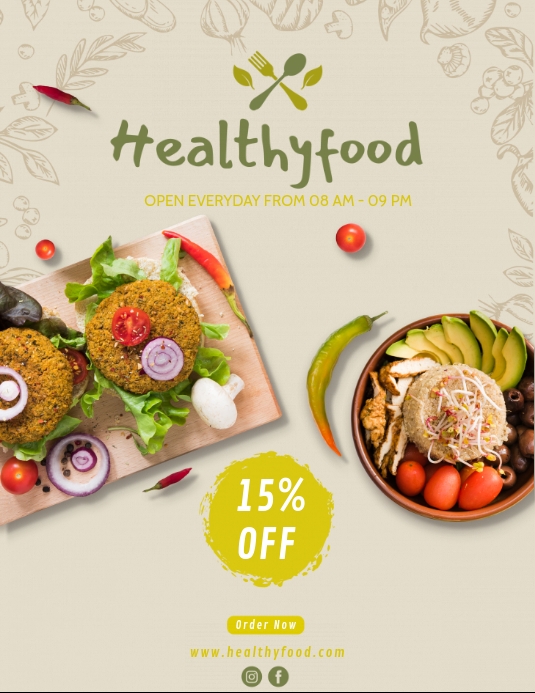 Healthyfood
OPEN EVERYDAY FROM 08 AM - 09 PM
15%
OFF
Order Now
www.healthyfood.com